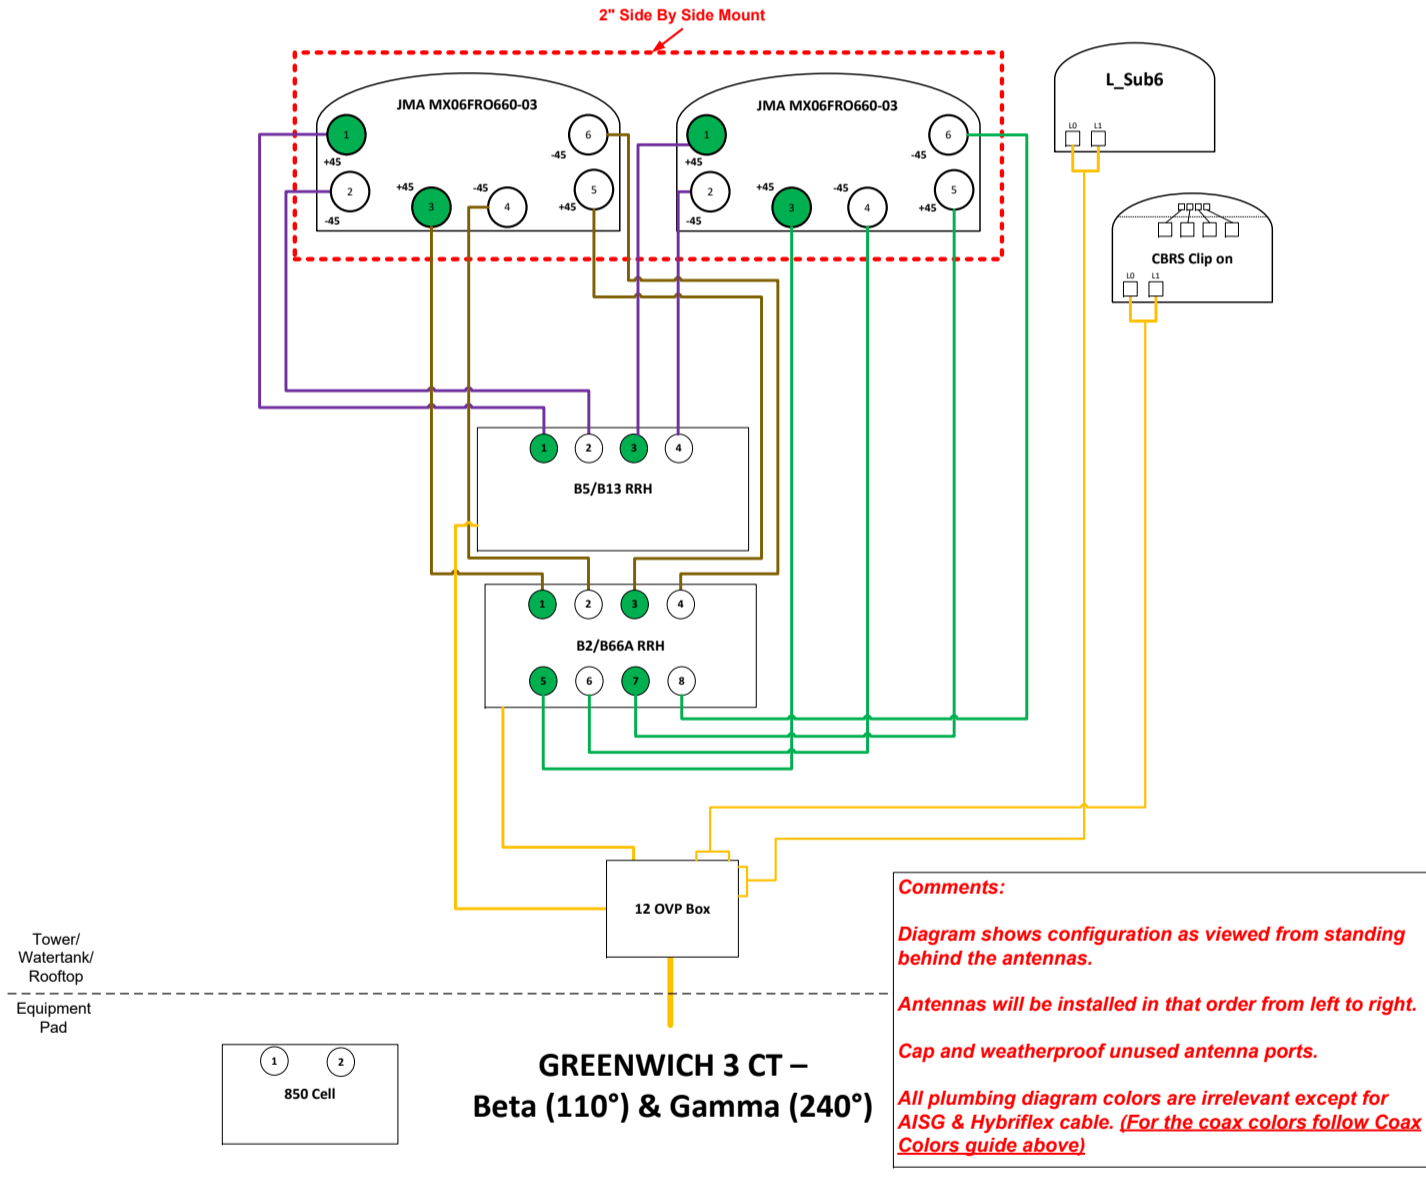 2" Side By Side Mount
JMA MX06FRO660-03
1
+45
2
-45
+45
3
-45
4
6
-45
5
+45
JMA MX06FRO660-03
1
+45
2
-45
+45
3
-45
4
6
-45
5
+45
L_Sub6
L0 L1
CBRS Clip on
L0 L1
1 2 3 4
B5/B13 RRH
1 2 3 4
B2/B66A RRH
5 6 7 8
12 OVP Box
Tower/
Watertank/
Rooftop
Equipment
Pad
1 2
850 Cell
GREENWICH 3 CT –
Beta (110°) & Gamma (240°)
Comments:
Diagram shows configuration as viewed from standing
behind the antennas.
Antennas will be installed in that order from left to right.
Cap and weatherproof unused antenna ports.
All plumbing diagram colors are irrelevant except for
AISG & Hybriflex cable. (For the coax colors follow Coax
Colors guide above)